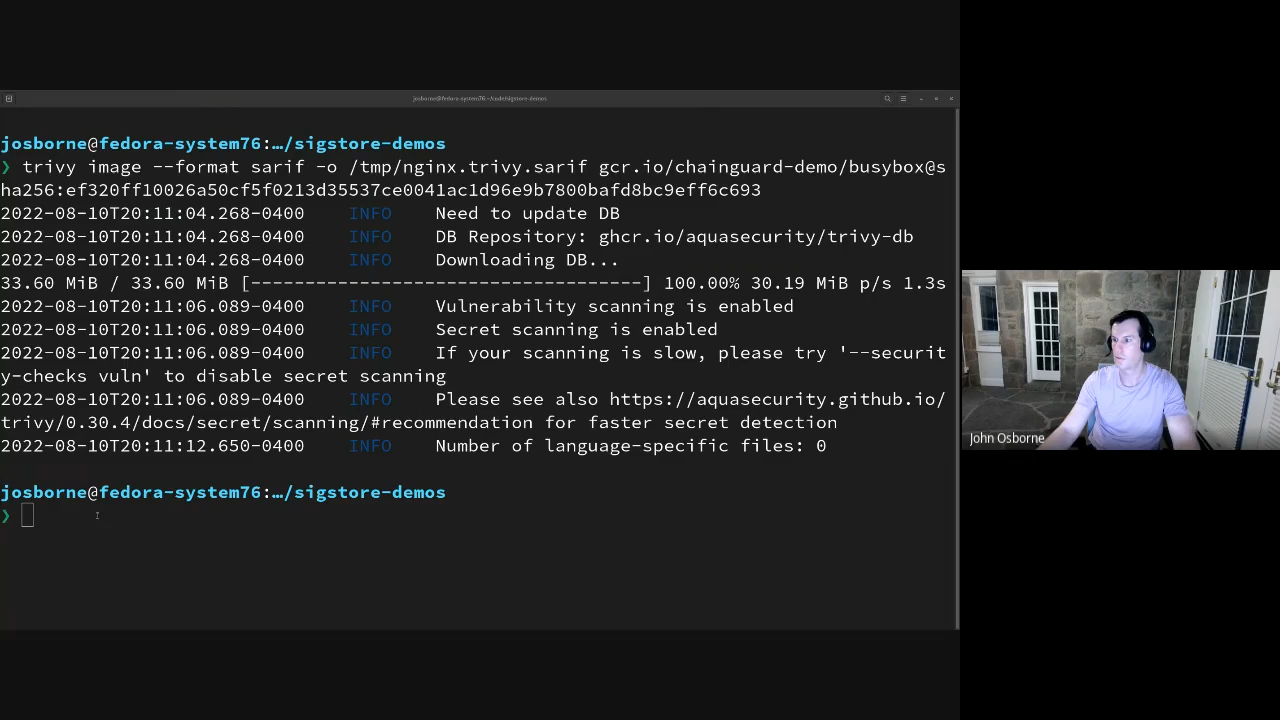 josborne@fedora-system76:~/code/sigstore-demos
josborne@fedora-system76:…/sigstore-demos
❯ trivy image --format sarif -o /tmp/nginx.trivy.sarif gcr.io/chainguard-demo/busybox@s
ha256:ef320ff10026a50cf5f0213d35537ce0041ac1d96e9b7800bafd8bc9eff6c693
2022-08-10T20:11:04.268-0400 INFO Need to update DB
2022-08-10T20:11:04.268-0400 INFO DB Repository: ghcr.io/aquasecurity/trivy-db
2022-08-10T20:11:04.268-0400 INFO Downloading DB...
33.60 MiB / 33.60 MiB [------------------------------------] 100.00% 30.19 MiB p/s 1.3s
2022-08-10T20:11:06.089-0400 INFO Vulnerability scanning is enabled
2022-08-10T20:11:06.089-0400 INFO Secret scanning is enabled
2022-08-10T20:11:06.089-0400 INFO If your scanning is slow, please try '--securit
y-checks vuln' to disable secret scanning
2022-08-10T20:11:06.089-0400 INFO Please see also https://aquasecurity.github.io/
trivy/0.30.4/docs/secret/scanning/#recommendation for faster secret detection
2022-08-10T20:11:12.650-0400 INFO Number of language-specific files: 0
josborne@fedora-system76:…/sigstore-demos
❯
John Osborne